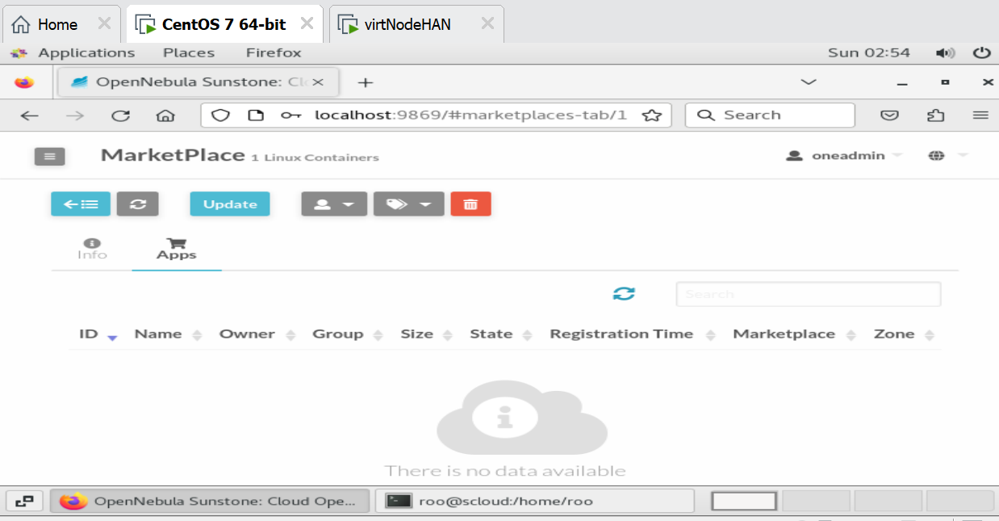 Home CentOS 7 64-bit virtNodeHAN
Applications Places Firefox Sun 02:54
OpenNebula Sunstone: Cl
localhost:9869/#marketplaces-tab/1 Search
MarketPlace 1 Linux Containers oneadmin
Update
Info Apps
Search
ID Name Owner Group Size State Registration Time Marketplace Zone
There is no data available
OpenNebula Sunstone: Cloud Ope... roo@scloud:/home/roo